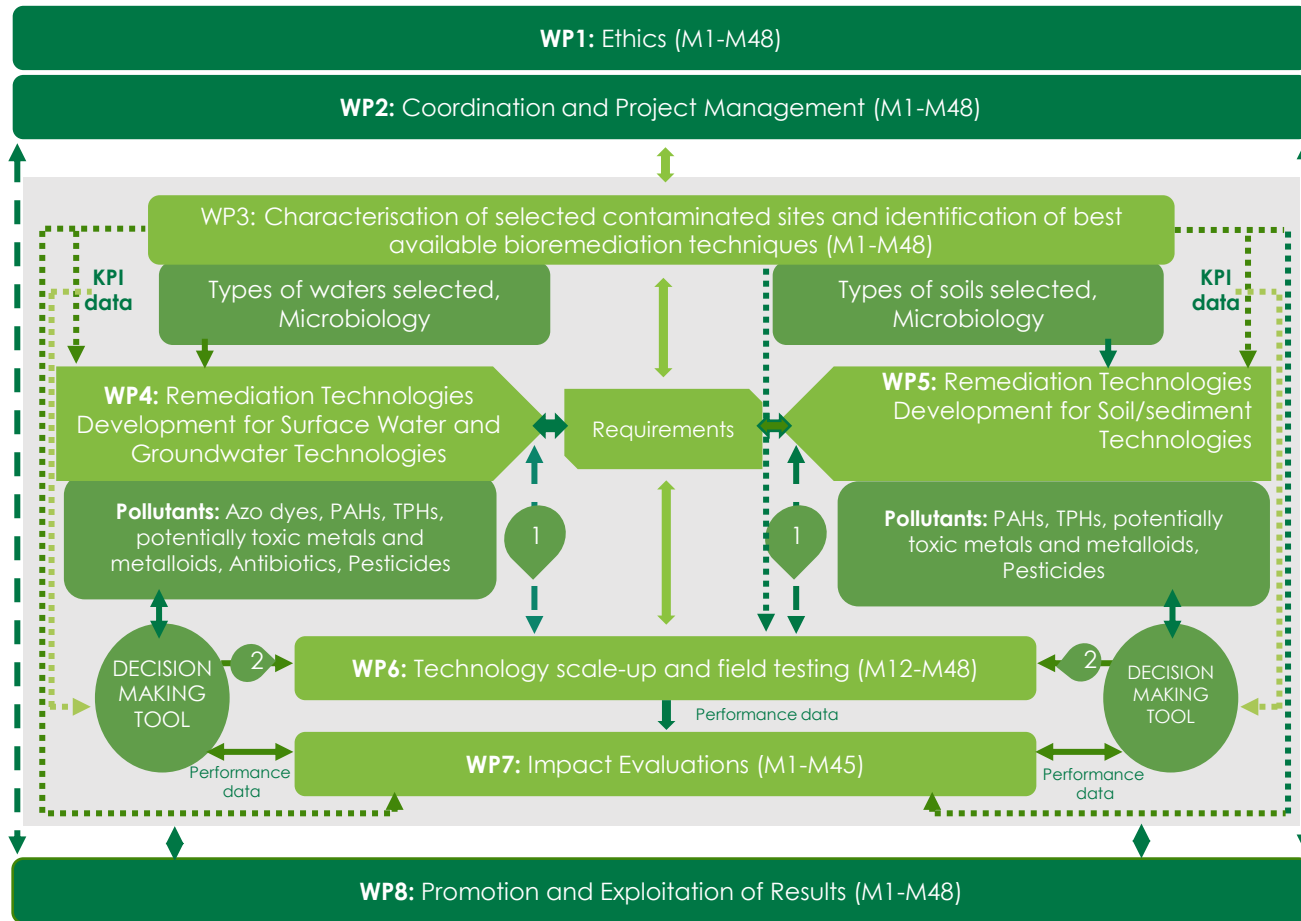 WP1: Ethics (M1-M48)
WP2: Coordination and Project Management (M1-M48)
WP3: Characterisation of selected contaminated sites and identification of best
available bioremediation techniques (M1-M48)
KPI
data
Types of waters selected,
Microbiology
Types of soils selected,
Microbiology
KPI
data
WP4: Remediation Technologies
Development for Surface Water and
Groundwater Technologies
Requirements
WP5: Remediation Technologies
Development for Soil/sediment
Technologies
Pollutants: Azo dyes, PAHs, TPHs,
potentially toxic metals and
metalloids, Antibiotics, Pesticides
1
1
Pollutants: PAHs, TPHs, potentially
toxic metals and metalloids,
Pesticides
DECISION
MAKING
TOOL
2
WP6: Technology scale-up and field testing (M12-M48)
2
DECISION
MAKING
TOOL
Performance data
Performance
data
WP7: Impact Evaluations (M1-M45)
Performance
data
WP8: Promotion and Exploitation of Results (M1-M48)